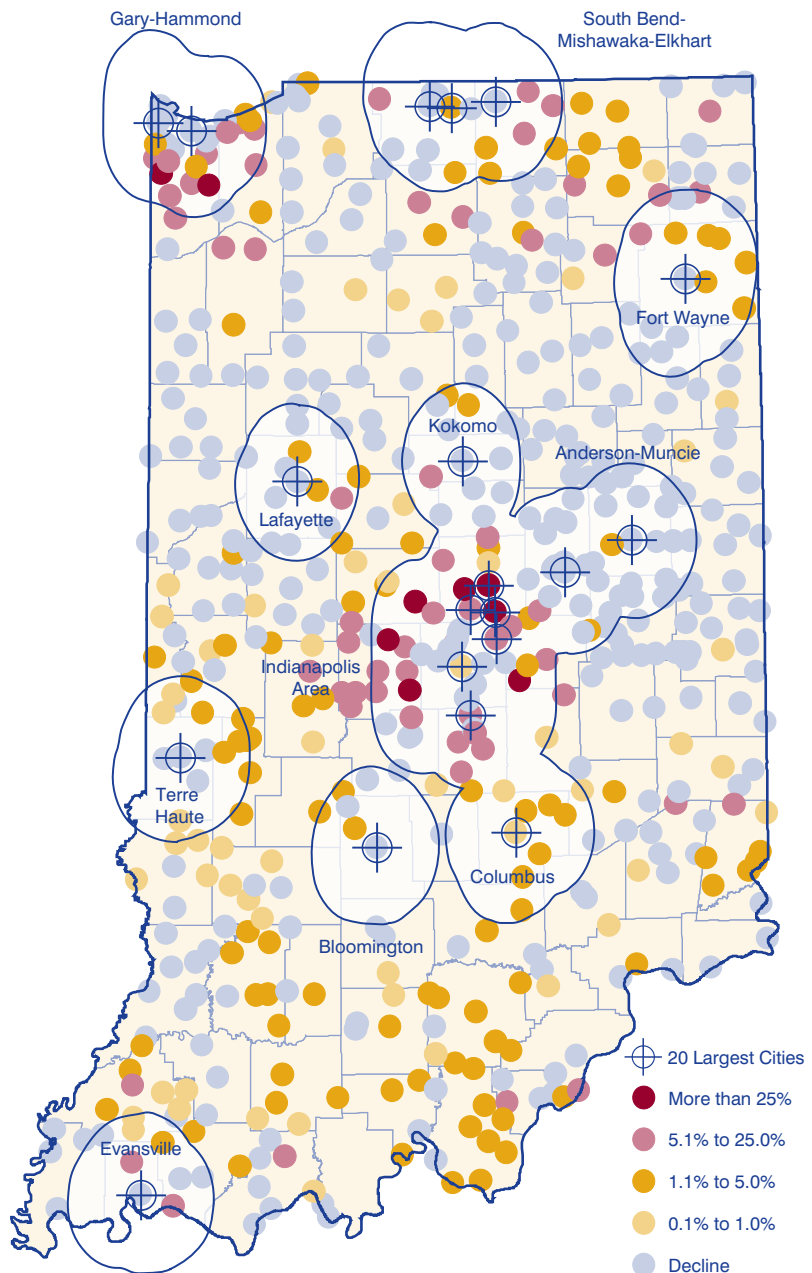 Gary-Hammond
South Bend-
Mishawaka-Elkhart
Fort Wayne
Kokomo
Anderson-Muncie
Lafayette
Indianapolis
Area
Terre
Haute
Columbus
Bloomington
Evansville
20 Largest Cities
More than 25%
5.1% to 25.0%
1.1% to 5.0%
0.1% to 1.0%
Decline